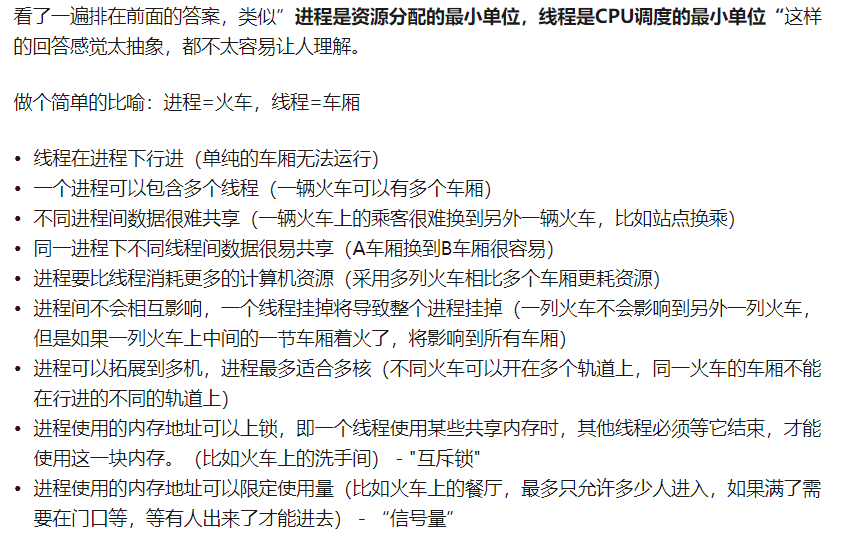 看了一遍排在前面的答案，类似”进程是资源分配的最小单位，线程是CPU调度的最小单位“这样
的回答感觉太抽象，都不太容易让人理解。
做个简单的比喻：进程=火车，线程=车厢
• 线程在进程下行进（单纯的车厢无法运行）
• 一个进程可以包含多个线程（一辆火车可以有多个车厢）
• 不同进程间数据很难共享（一辆火车上的乘客很难换到另外一辆火车，比如站点换乘）
• 同一进程下不同线程间数据很易共享（A车厢换到B车厢很容易）
• 进程要比线程消耗更多的计算机资源（采用多列火车相比多个车厢更耗资源）
• 进程间不会相互影响，一个线程挂掉将导致整个进程挂掉（一列火车不会影响到另外一列火车，
但是如果一列火车上中间的一节车厢着火了，将影响到所有车厢）
• 进程可以拓展到多机，进程最多适合多核（不同火车可以开在多个轨道上，同一火车的车厢不能
在行进的不同的轨道上）
• 进程使用的内存地址可以上锁，即一个线程使用某些共享内存时，其他线程必须等它结束，才能
使用这一块内存。（比如火车上的洗手间）－"互斥锁"
• 进程使用的内存地址可以限定使用量（比如火车上的餐厅，最多只允许多少人进入，如果满了需
要在门口等，等有人出来了才能进去）－“信号量”